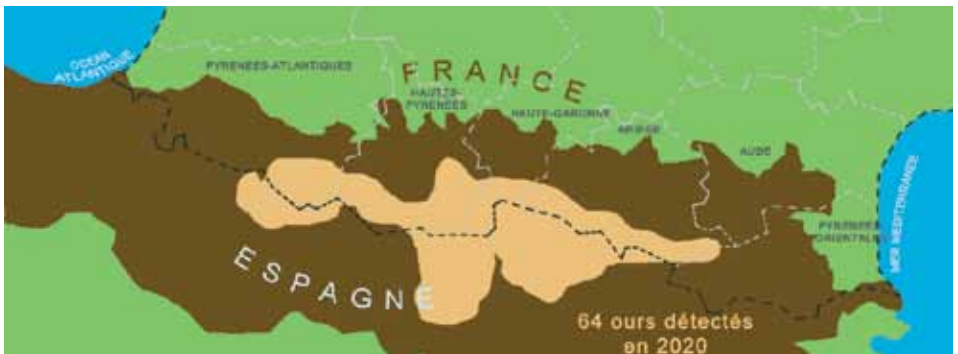 OCÉAN
ATLANTIQUE
PYRÉNÉES-ATLANTIQUES
FRANCE
HAUTES-
PYRÉNÉES
HAUTE-GARONNE
ARIÈGE
AUDE
MER MÉDITERRANÉE
PYRÉNÉES-
ORIENTALES
ESPAGNE
64 ours détectés
en 2020